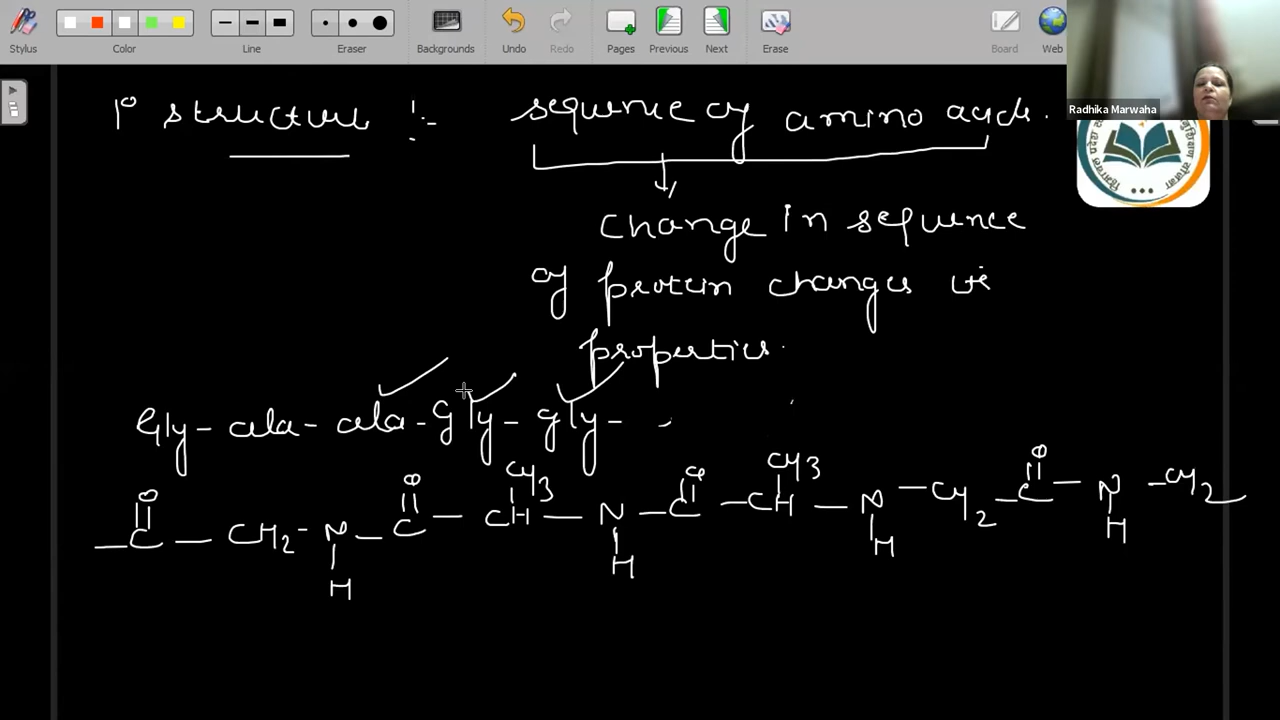 Stylus Color Line Eraser Backgrounds Undo Redo Pages Previous Next Erase Board Web
Radhika Marwaha
1° structure :- sequence of amino acids.
change in sequence
of protein changes its
properties.
Gly - ala - ala - Gly - gly -
O O CH3 O CH3 O
— C — CH2 - N — C — CH — N — C — CH — N — CH2 — C — N — CH2
H H H H